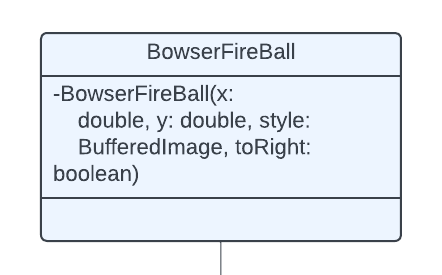 BowserFireBall
-BowserFireBall(x:
double, y: double, style:
BufferedImage, toRight:
boolean)